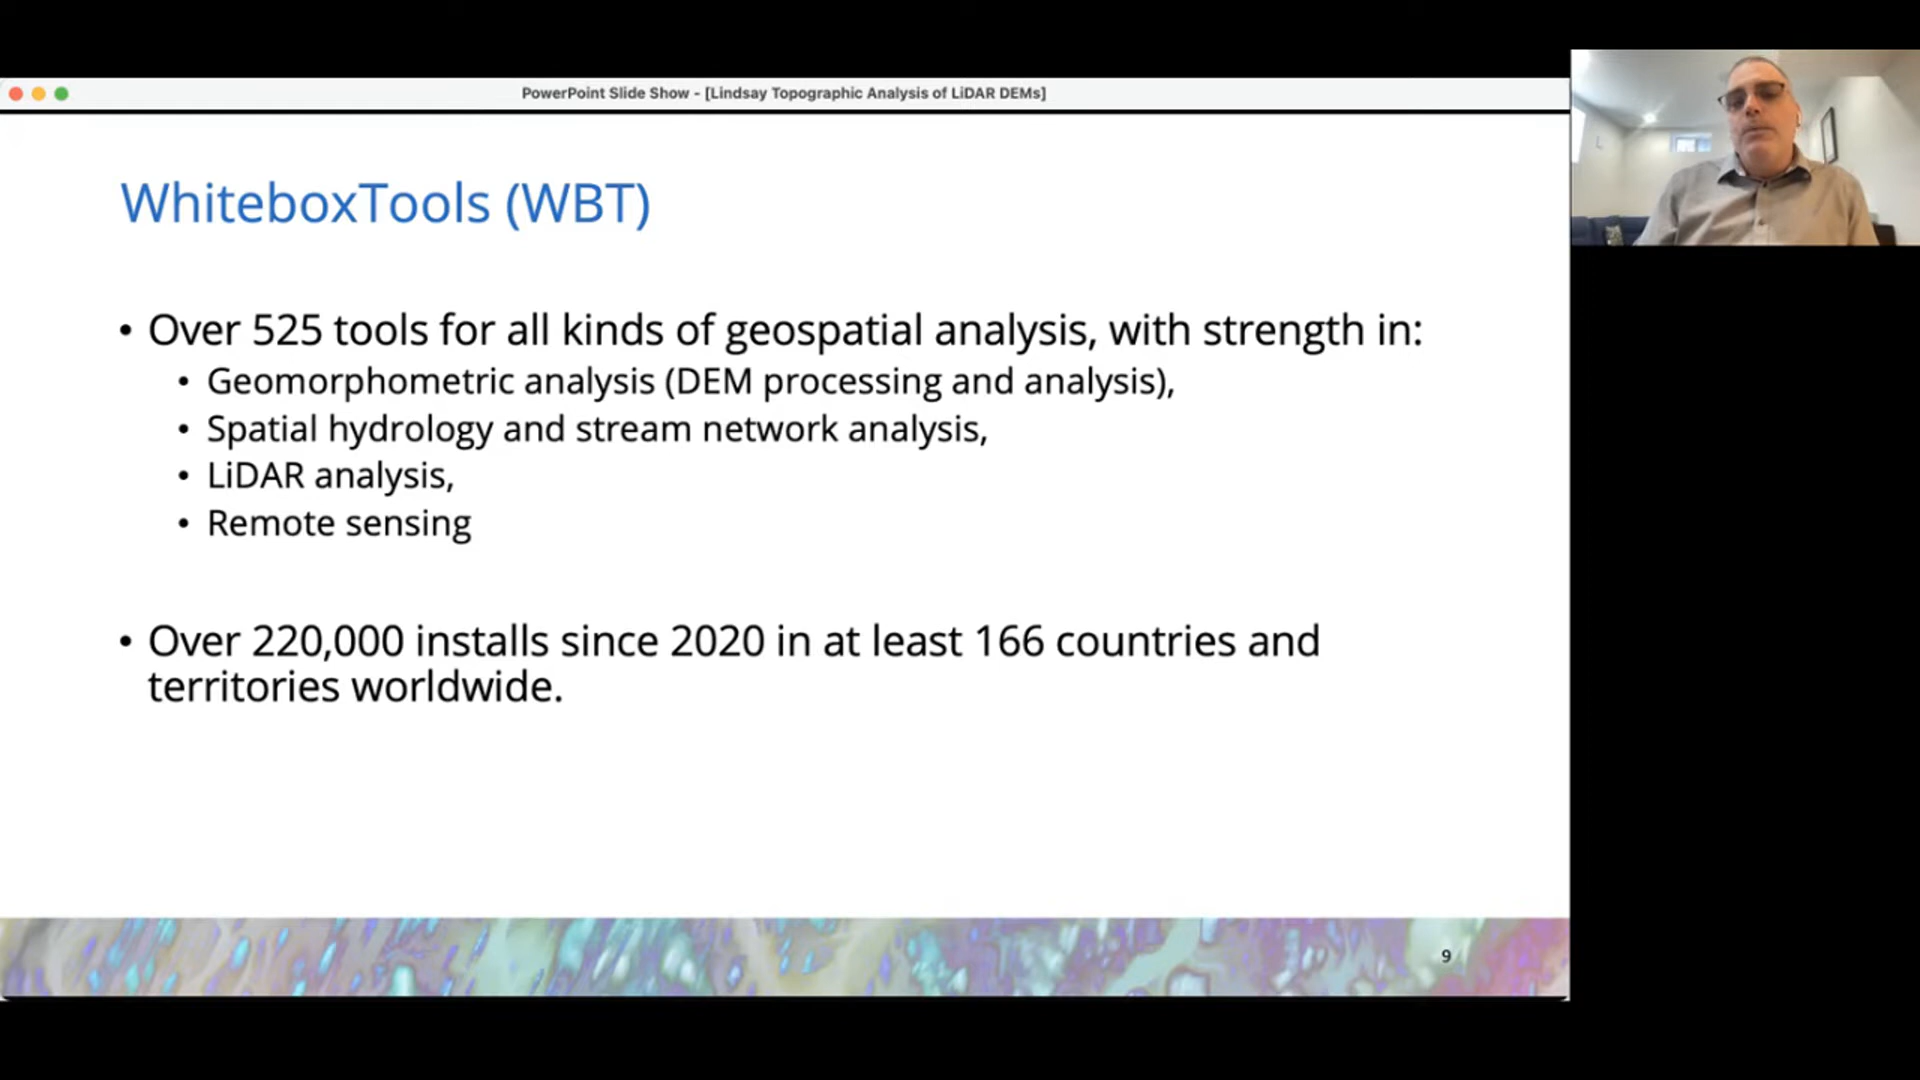 PowerPoint Slide Show - [Lindsay Topographic Analysis of LiDAR DEMs]
WhiteboxTools (WBT)
• Over 525 tools for all kinds of geospatial analysis, with strength in:
• Geomorphometric analysis (DEM processing and analysis),
• Spatial hydrology and stream network analysis,
• LiDAR analysis,
• Remote sensing
• Over 220,000 installs since 2020 in at least 166 countries and
territories worldwide.
9